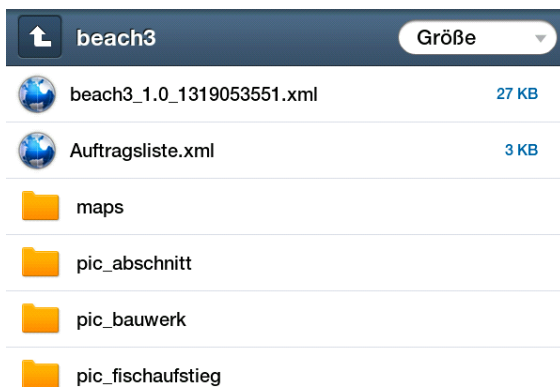 beach3 Größe
beach3_1.0_1319053551.xml 27 KB
Auftragsliste.xml 3 KB
maps
pic_abschnitt
pic_bauwerk
pic_fischaufstieg